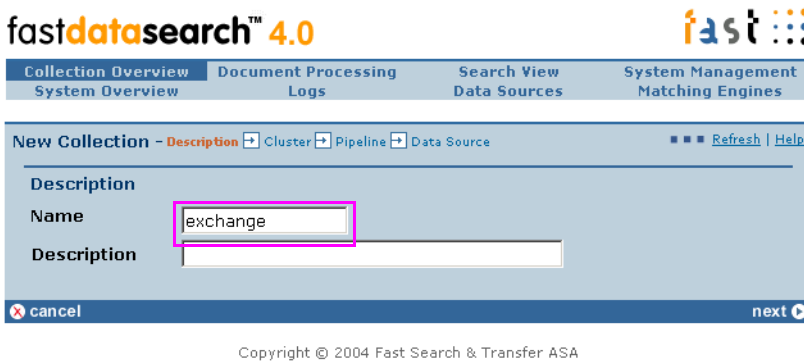 fastdatasearch™ 4.0
fast
Collection Overview Document Processing Search View System Management
System Overview Logs Data Sources Matching Engines
New Collection - Description Cluster Pipeline Data Source Refresh | Help
Description
Name exchange
Description
cancel next
Copyright © 2004 Fast Search & Transfer ASA